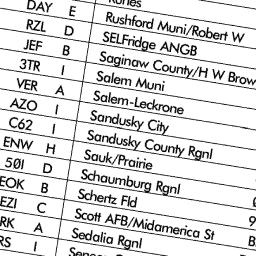 DAY E Rushford Muni/Robert W
RZL D SELFridge ANGB
JEF B Saginaw County/H W Brow
3TR I Salem Muni
VER A Salem-Leckrone
AZO I Sandusky City
C62 I Sandusky County Rgnl
ENW H Sauk/Prairie
50I D Schaumburg Rgnl
EOK B Schertz Fld
EZI C Scott AFB/Midamerica St
RK A Sedalia Rgnl
RS I